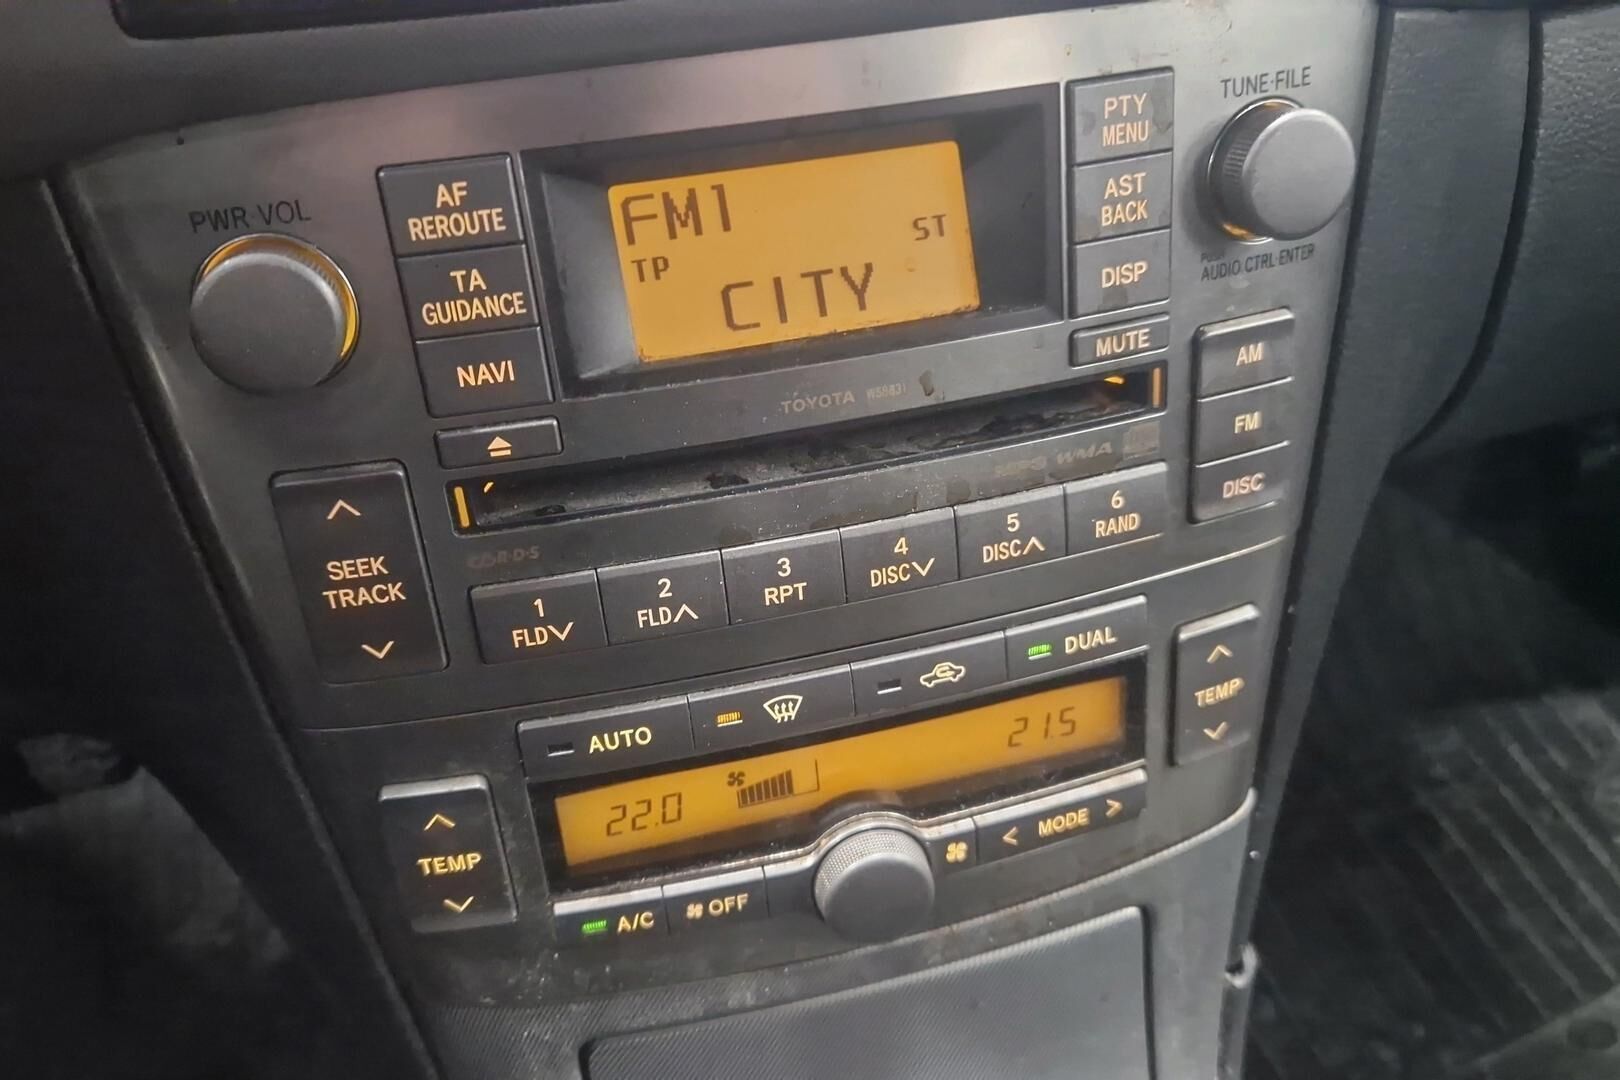 PWR·VOL
AF
REROUTE
TA
GUIDANCE
NAVI
FM1
ST
TP
CITY
PTY
MENU
AST
BACK
DISP
MUTE
TUNE·FILE
PUSH
AUDIO CTRL·ENTER
AM
FM
DISC
TOYOTA
MP3 WMA
R·D·S
SEEK
TRACK
1
FLD
2
FLD
3
RPT
4
DISC
5
DISC
6
RAND
AUTO
DUAL
TEMP
22.0
21.5
TEMP
A/C
OFF
< MODE >